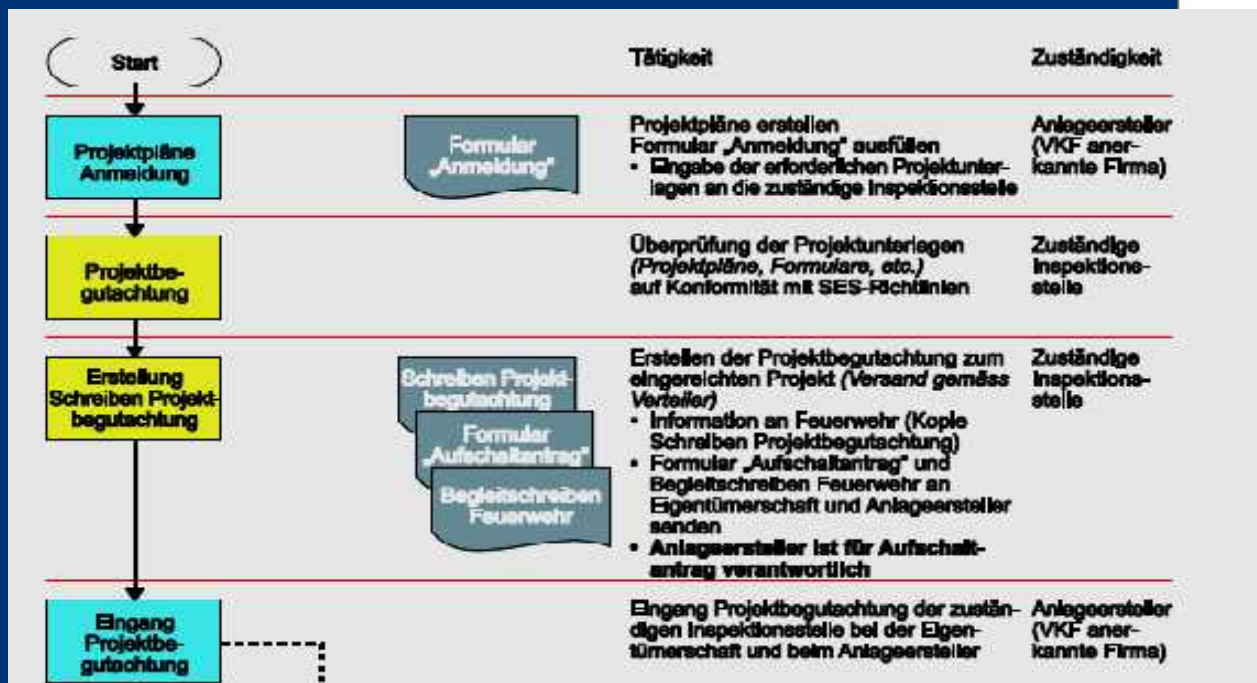 Start
Tätigkeit
Zuständigkeit
Projektpläne
Anmeldung
Formular
„Anmeldung"
Projektpläne erstellen
Formular „Anmeldung" ausfüllen
• Eingabe der erforderlichen Projektunter-
lagen an die zuständige Inspektionsstelle
Anlageersteller
(VKF aner-
kannte Firma)
Projektbe-
gutachtung
Überprüfung der Projektunterlagen
(Projektpläne, Formulare, etc.)
auf Konformität mit SES-Richtlinien
Zuständige
Inspektions-
stelle
Erstellung
Schreiben Projekt-
begutachtung
Schreiben Projekt-
begutachtung
Formular
„Aufschaltantrag"
Begleitschreiben
Feuerwehr
Erstellen der Projektbegutachtung zum
eingereichten Projekt (Versand gemäss
Verteiler)
• Information an Feuerwehr (Kopie
Schreiben Projektbegutachtung)
• Formular „Aufschaltantrag" und
Begleitschreiben Feuerwehr an
Eigentümerschaft und Anlageersteller
senden
• Anlageersteller ist für Aufschalt-
antrag verantwortlich
Zuständige
Inspektions-
stelle
Eingang
Projektbe-
gutachtung
Eingang Projektbegutachtung der zustän-
digen Inspektionsstelle bei der Eigen-
tümerschaft und beim Anlageersteller
Anlageersteller
(VKF aner-
kannte Firma)